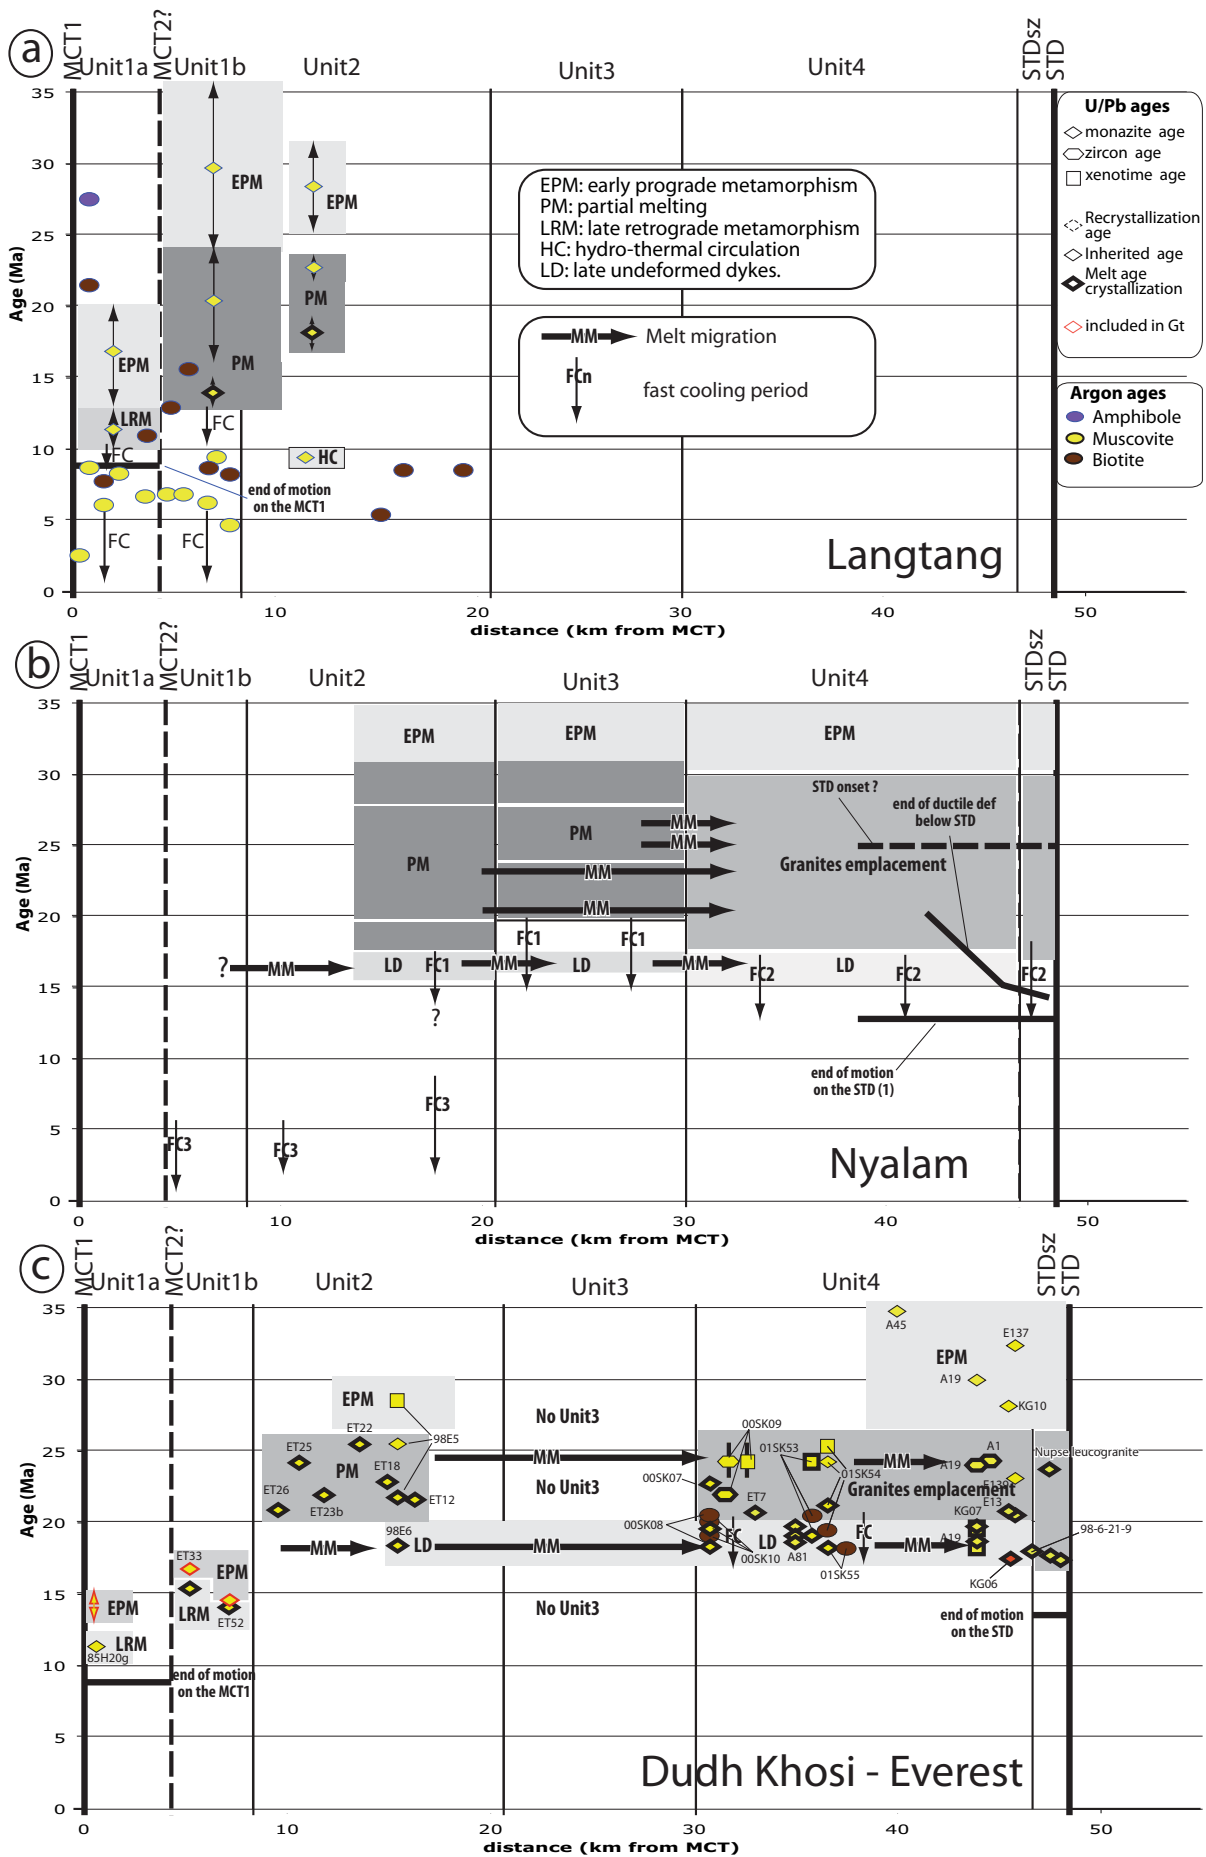 a
MCT1
Unit1a
MCT2?
Unit1b
Unit2
Unit3
Unit4
STDsz
STD
35
30
25
20
15
10
5
0
Age (Ma)
EPM
LRM
FC
FC
EPM
PM
FC
FC
EPM
PM
HC
end of motion
on the MCT1
EPM: early prograde metamorphism
PM: partial melting
LRM: late retrograde metamorphism
HC: hydro-thermal circulation
LD: late undeformed dykes.
MM Melt migration
FCn fast cooling period
U/Pb ages
monazite age
zircon age
xenotime age
Recrystallization
age
Inherited age
Melt age
crystallization
included in Gt
Argon ages
Amphibole
Muscovite
Biotite
Langtang
0 10 20 30 40 50
distance (km from MCT)
b
MCT1
Unit1a
MCT2?
Unit1b
Unit2
Unit3
Unit4
STDsz
STD
35
30
25
20
15
10
5
0
Age (Ma)
EPM
EPM
EPM
PM
PM
MM
MM
MM
MM
STD onset ?
end of ductile def
below STD
Granites emplacement
FC1
FC1
? MM
LD
FC1
MM
LD
MM
FC2
LD
FC2
FC2
?
end of motion
on the STD (1)
FC3
FC3
FC3
Nyalam
0 10 20 30 40 50
distance (km from MCT)
c
MCT1
Unit1a
MCT2?
Unit1b
Unit2
Unit3
Unit4
STDsz
STD
35
30
25
20
15
10
5
0
Age (Ma)
A45
E137
EPM
A19
KG10
EPM
98E5
ET22
ET25
PM
ET18
ET26
ET23b
ET12
No Unit3
MM
No Unit3
00SK09
01SK53
00SK07
01SK54
MM
A19
A1
Nupse leucogranite
E139
Granites emplacement
ET7
KG07
E13
00SK08
FC
LD
FC
A19
98-6-21-9
00SK10
A81
01SK55
MM
KG06
MM
98E6
LD
MM
ET33
EPM
LRM
ET52
EPM
LRM
85H20g
No Unit3
end of motion
on the STD
end of motion
on the MCT1
Dudh Khosi - Everest
0 10 20 30 40 50
distance (km from MCT)